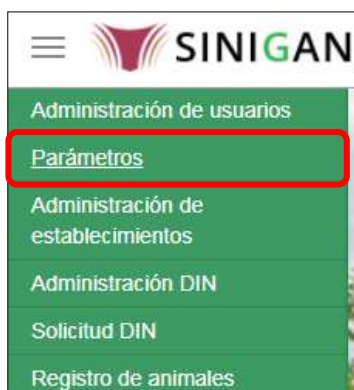 SINIGAN
Administración de usuarios
Parámetros
Administración de
establecimientos
Administración DIN
Solicitud DIN
Registro de animales